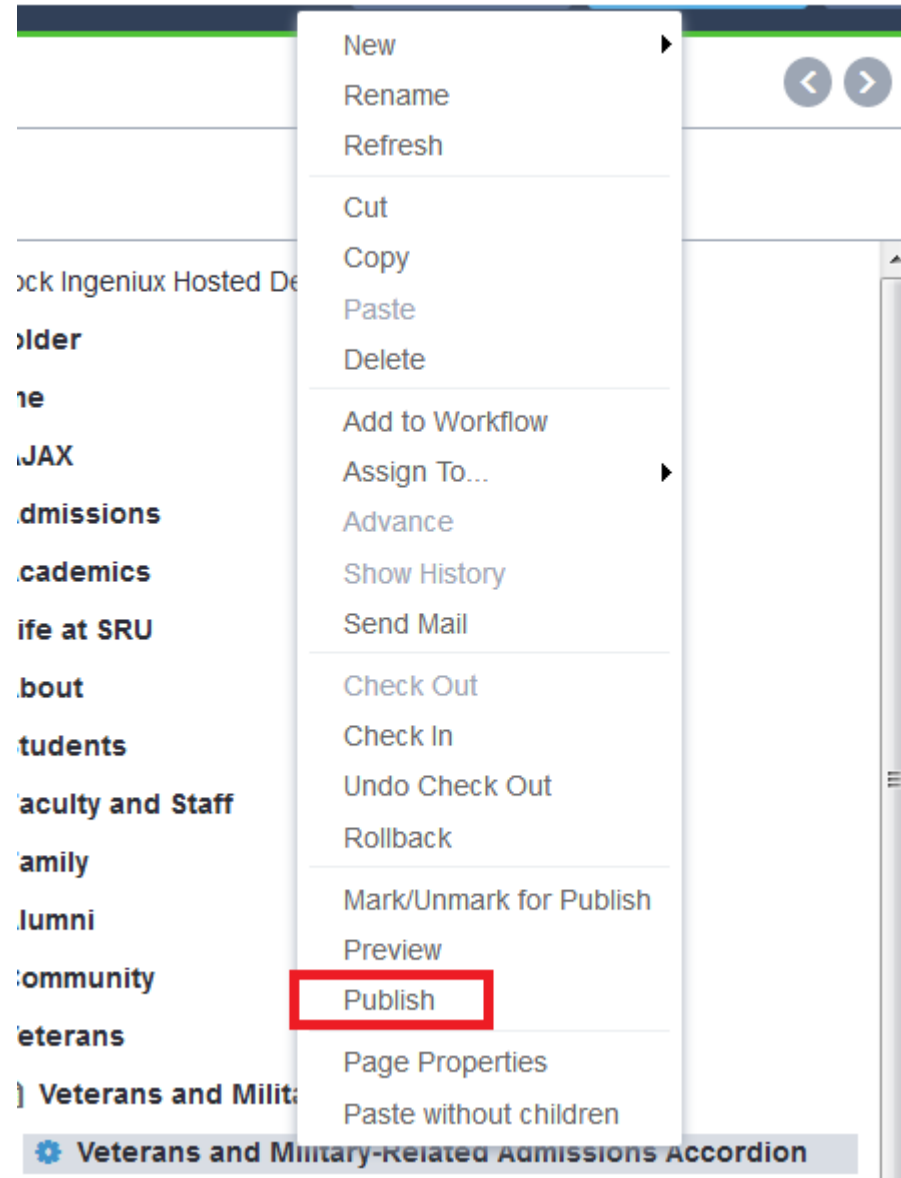 New
Rename
Refresh
Cut
Copy
Paste
Delete
Add to Workflow
Assign To...
Advance
Show History
Send Mail
Check Out
Check In
Undo Check Out
Rollback
Mark/Unmark for Publish
Preview
Publish
Page Properties
Paste without children
ock Ingeniux Hosted De
older
me
AJAX
dmissions
cademics
ife at SRU
bout
tudents
aculty and Staff
amily
lumni
ommunity
eterans
Veterans and Milita
Veterans and Military-Related Admissions Accordion